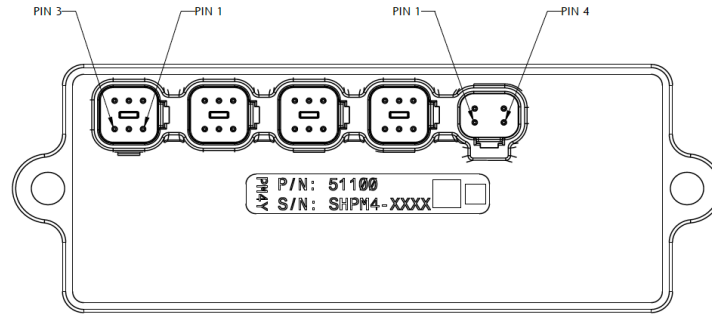 PIN 3
PIN 1
PIN 1
PIN 4
PM4Y
P/N: 51100
S/N: SHPM4-XXXX